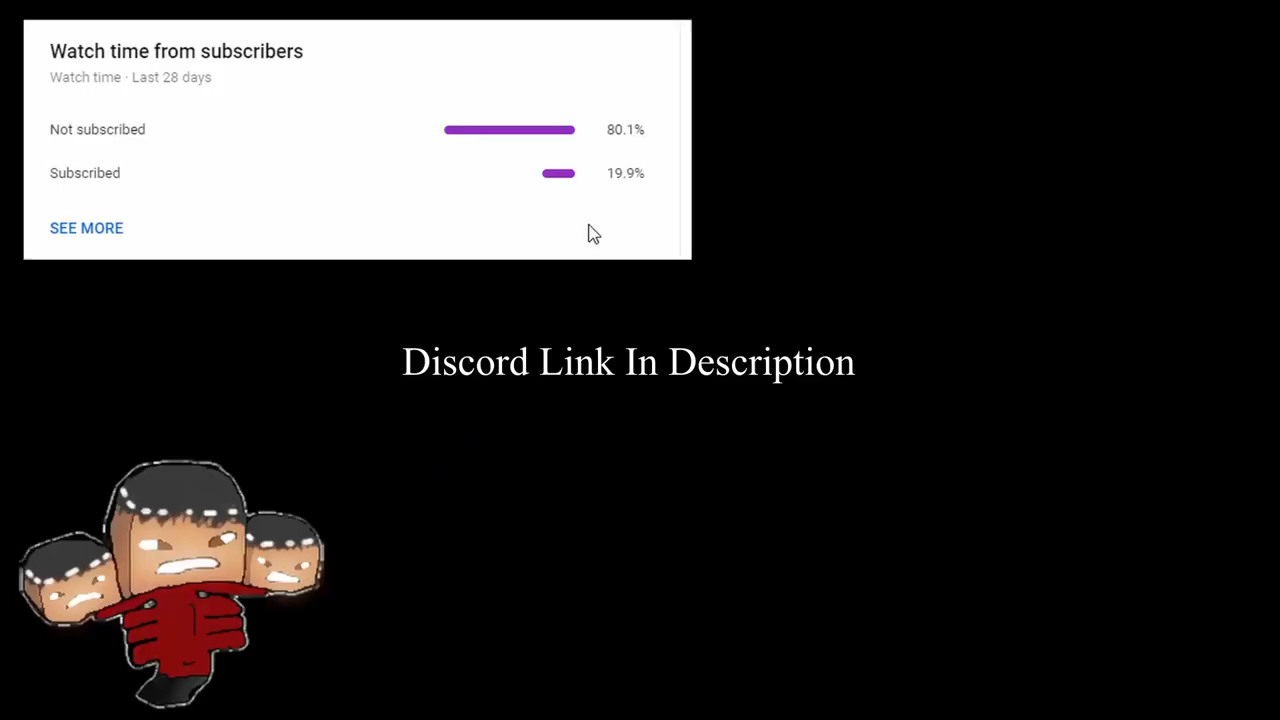 Watch time from subscribers
Watch time · Last 28 days
Not subscribed 80.1%
Subscribed 19.9%
SEE MORE
Discord Link In Description